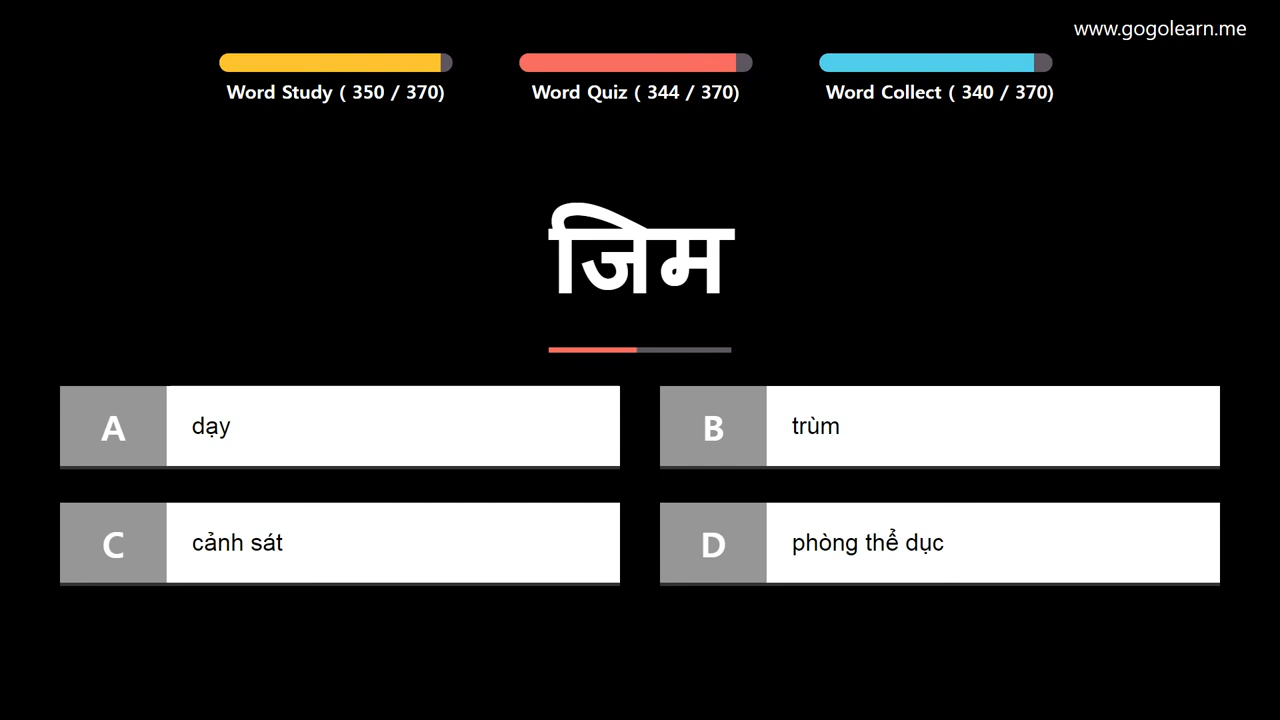 www.gogolearn.me
Word Study ( 350 / 370)
Word Quiz ( 344 / 370)
Word Collect ( 340 / 370)
जिम
A
dạy
B
trùm
C
cảnh sát
D
phòng thể dục